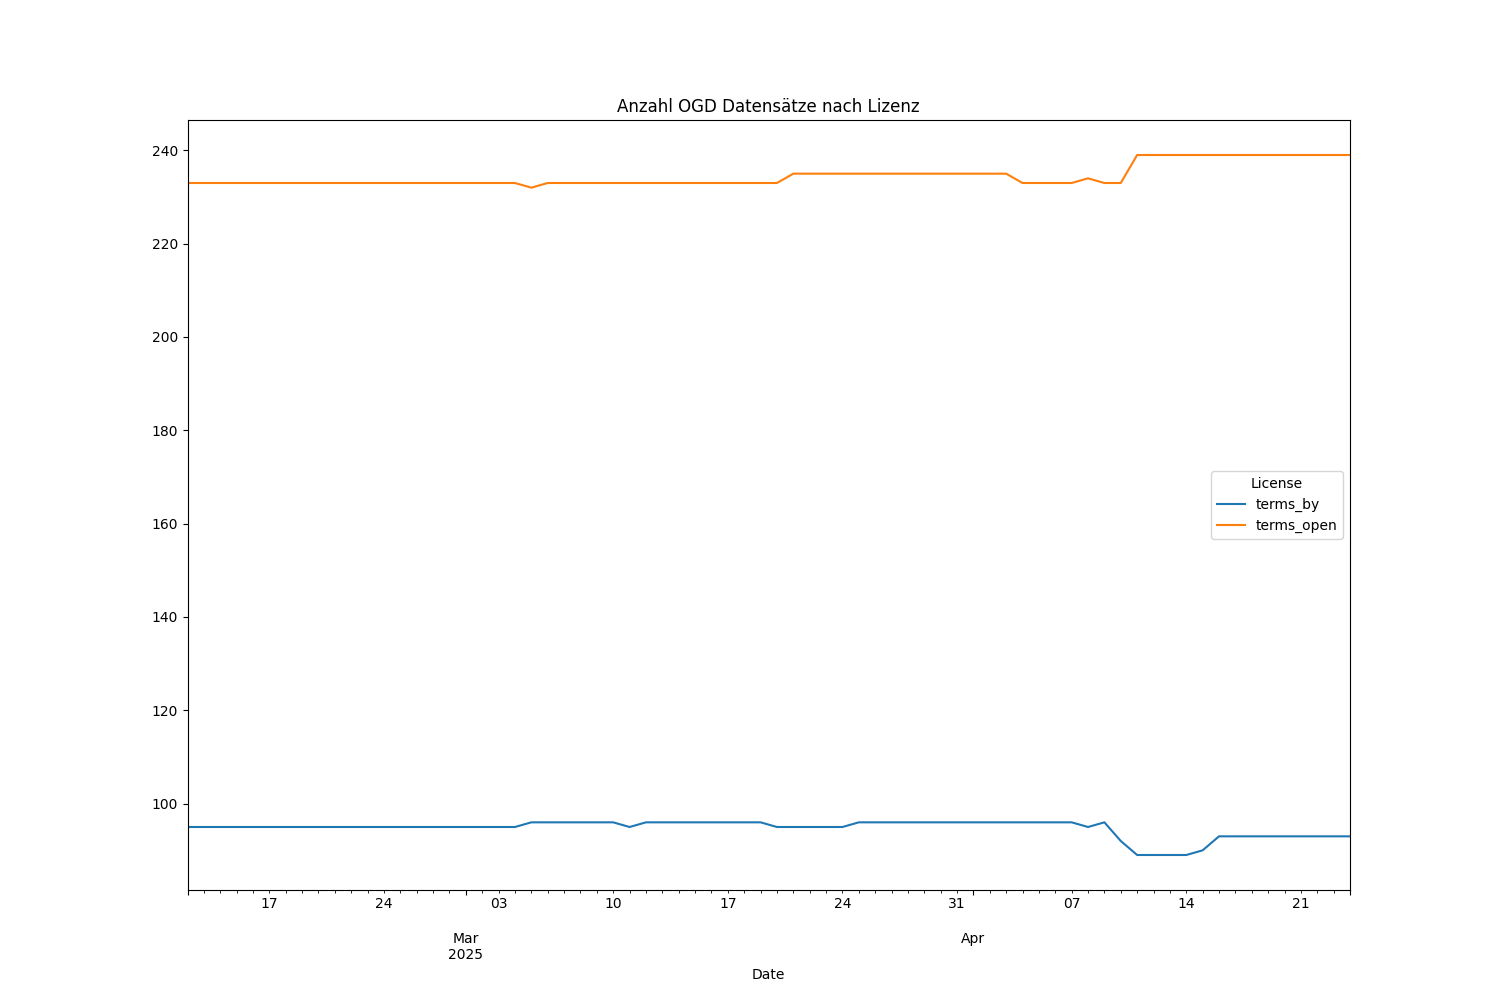 Anzahl OGD Datensätze nach Lizenz
240
220
200
180
160
140
120
100
License
terms_by
terms_open
17 24 03 10 17 24 31 07 14 21
Mar Apr
2025
Date